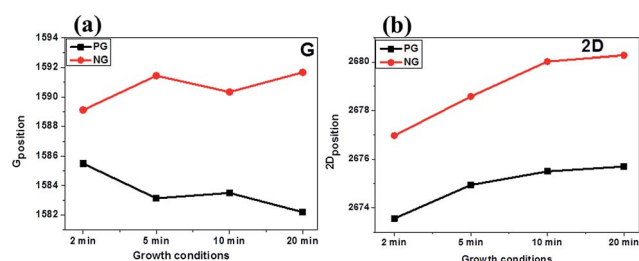 (a)
G
PG
NG
1594
1592
1590
1588
1586
1584
1582
Gposition
2 min
5 min
10 min
20 min
Growth conditions
(b)
2D
PG
NG
2680
2678
2676
2674
2Dposition
2 min
5 min
10 min
20 min
Growth conditions